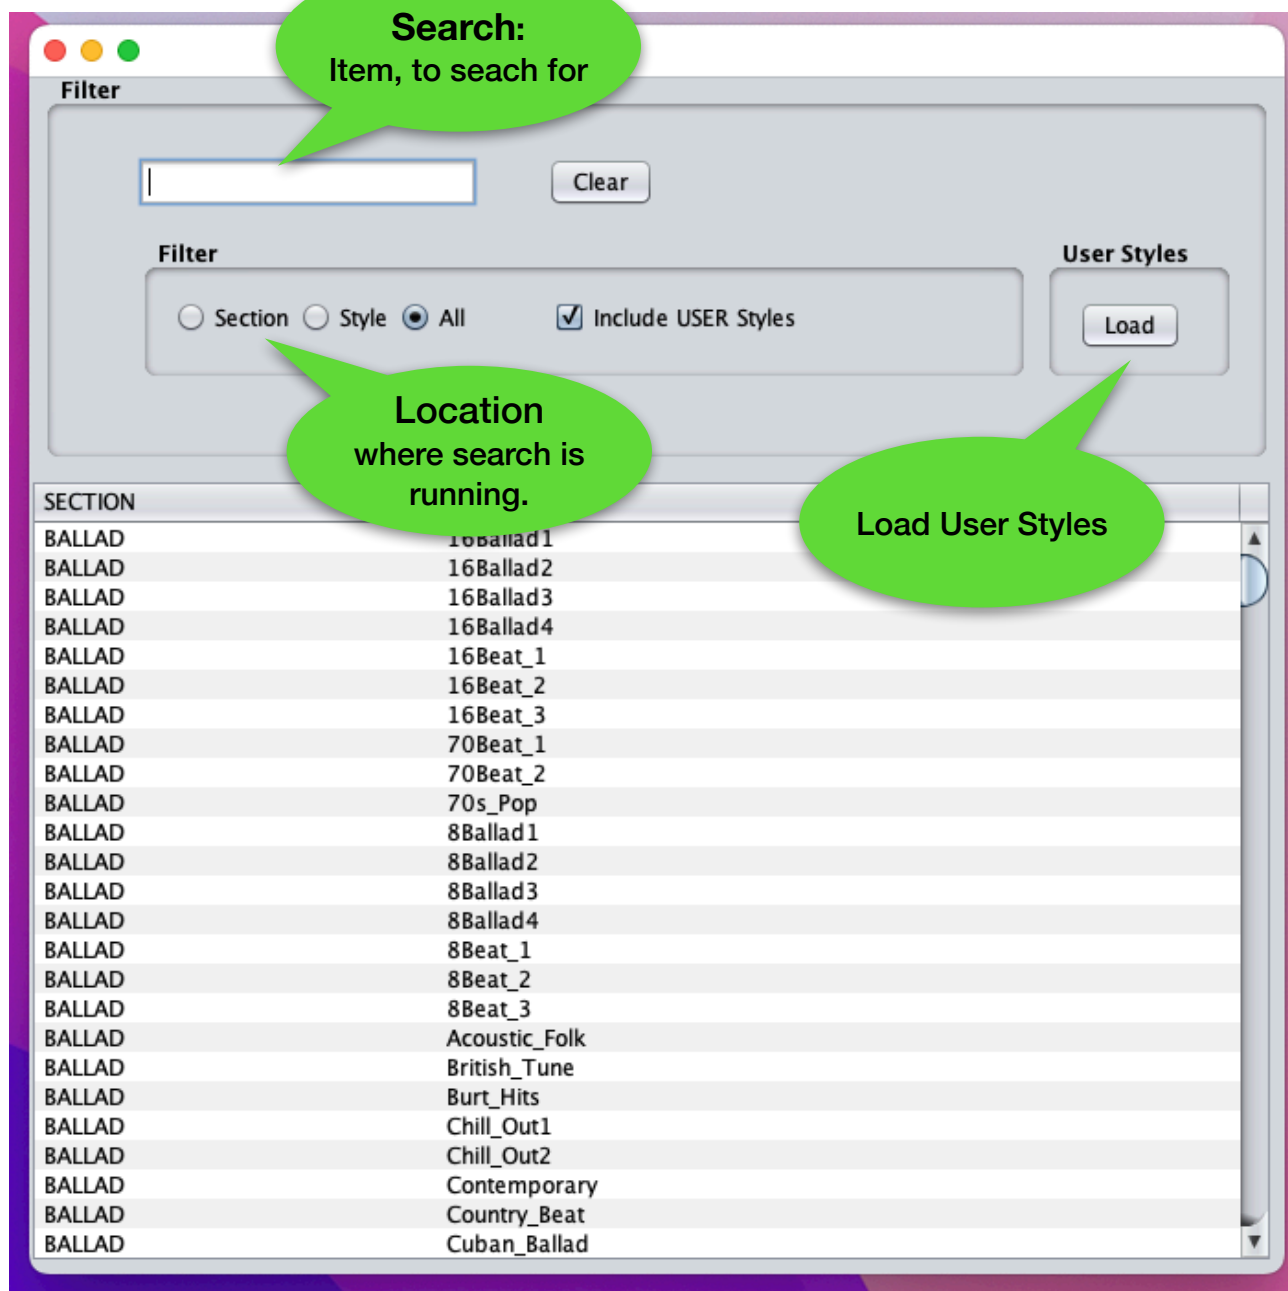 Search:
Item, to seach for
Filter
Clear
Filter
User Styles
Section Style All Include USER Styles
Load
Location
where search is
running.
Load User Styles
SECTION
BALLAD 16Ballad1
BALLAD 16Ballad2
BALLAD 16Ballad3
BALLAD 16Ballad4
BALLAD 16Beat_1
BALLAD 16Beat_2
BALLAD 16Beat_3
BALLAD 70Beat_1
BALLAD 70Beat_2
BALLAD 70s_Pop
BALLAD 8Ballad1
BALLAD 8Ballad2
BALLAD 8Ballad3
BALLAD 8Ballad4
BALLAD 8Beat_1
BALLAD 8Beat_2
BALLAD 8Beat_3
BALLAD Acoustic_Folk
BALLAD British_Tune
BALLAD Burt_Hits
BALLAD Chill_Out1
BALLAD Chill_Out2
BALLAD Contemporary
BALLAD Country_Beat
BALLAD Cuban_Ballad